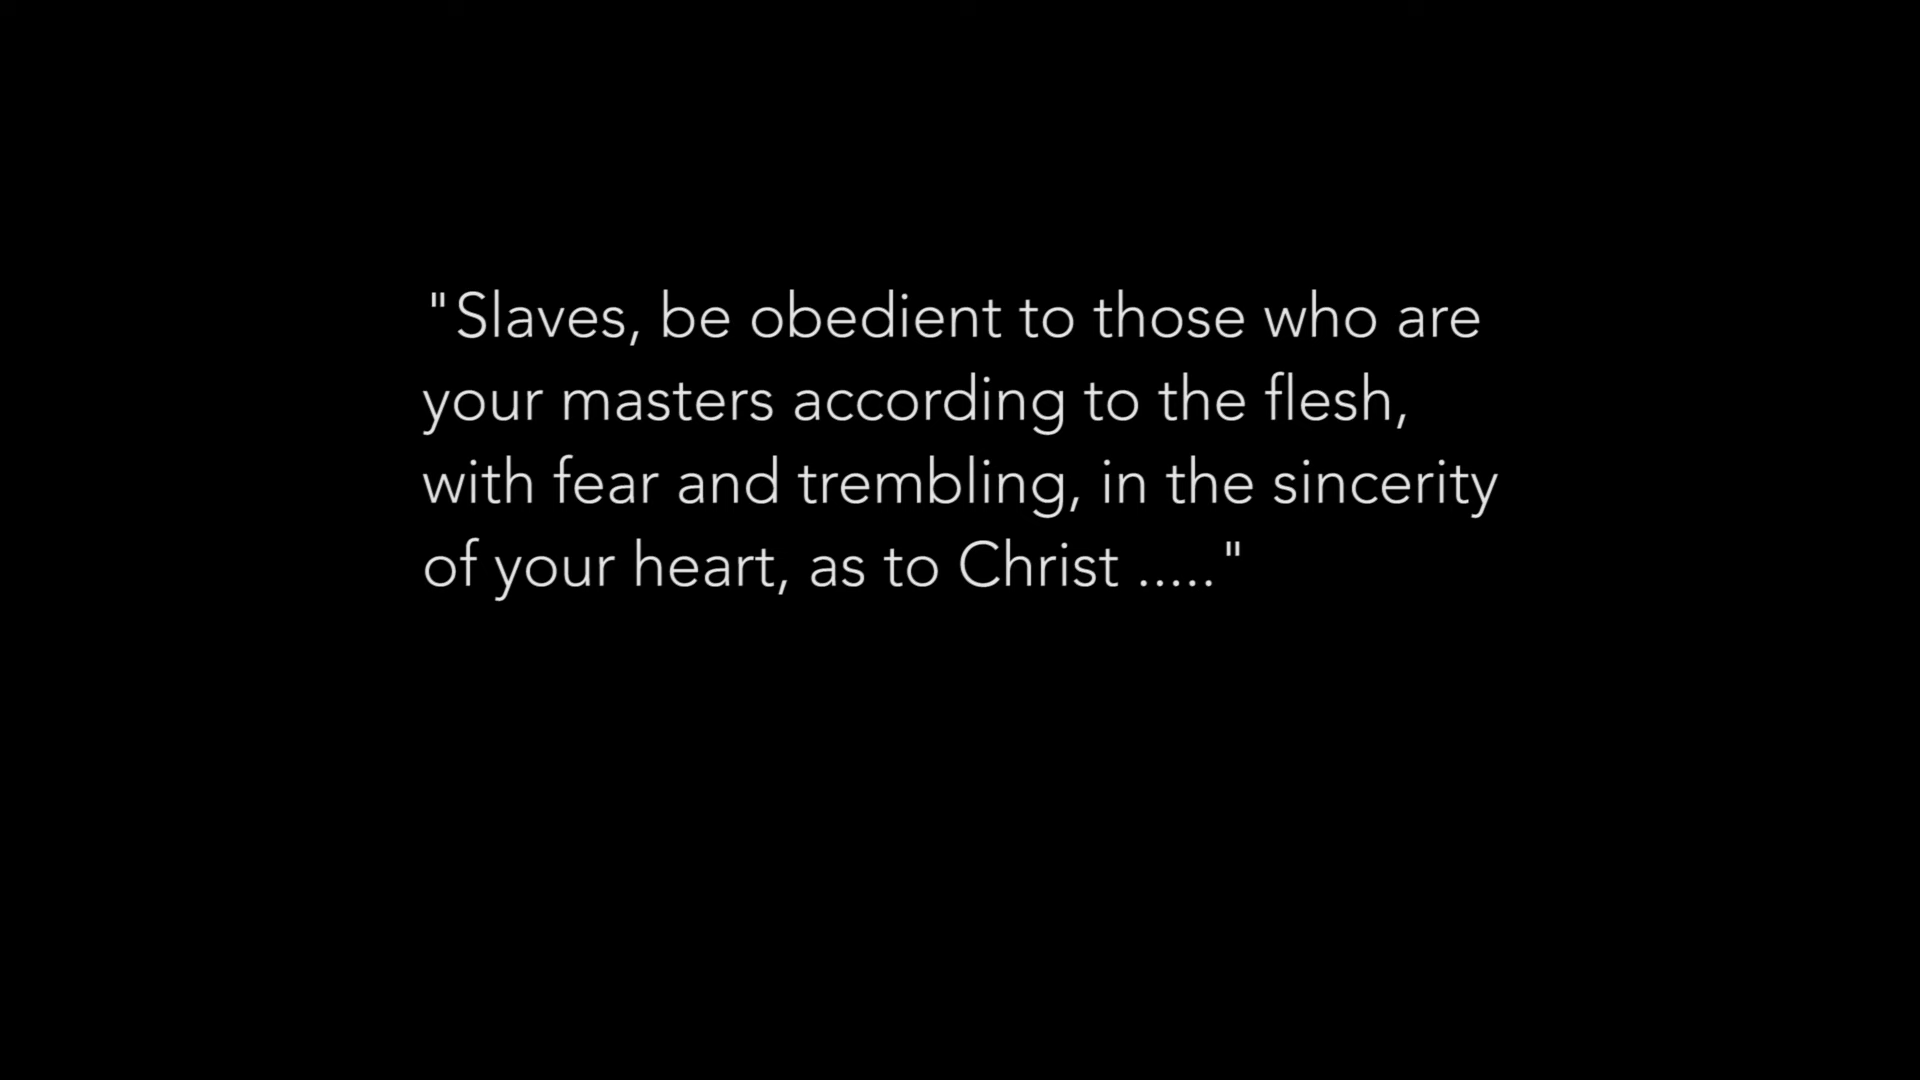 "Slaves, be obedient to those who are
your masters according to the flesh,
with fear and trembling, in the sincerity
of your heart, as to Christ ....."